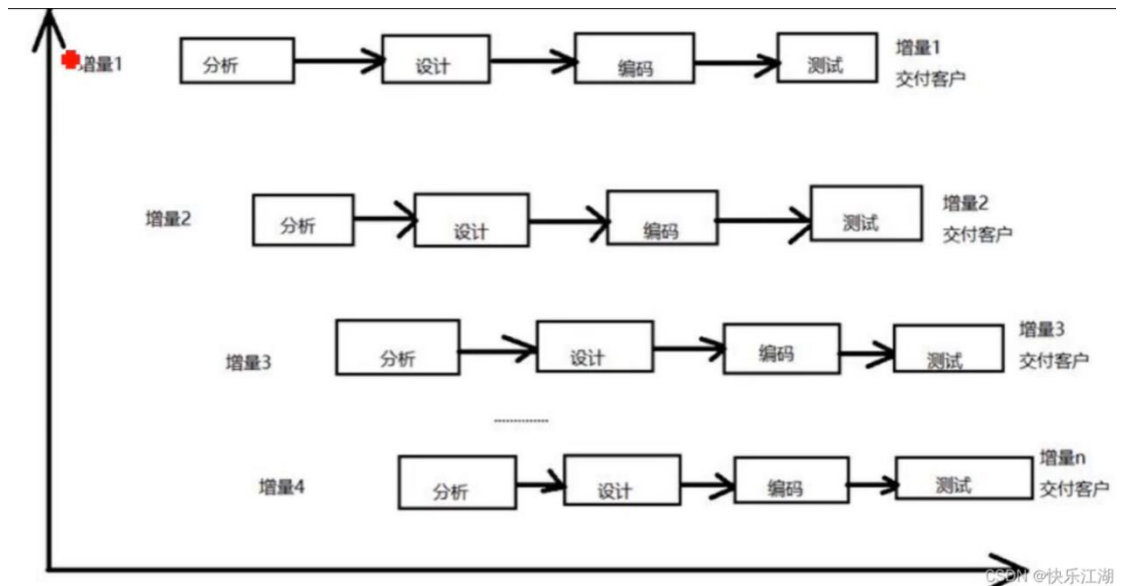 增量1
分析
设计
编码
测试
增量1
交付客户
增量2
分析
设计
编码
测试
增量2
交付客户
增量3
分析
设计
编码
测试
增量3
交付客户
增量4
分析
设计
编码
测试
增量n
交付客户
CSDN @快乐江湖